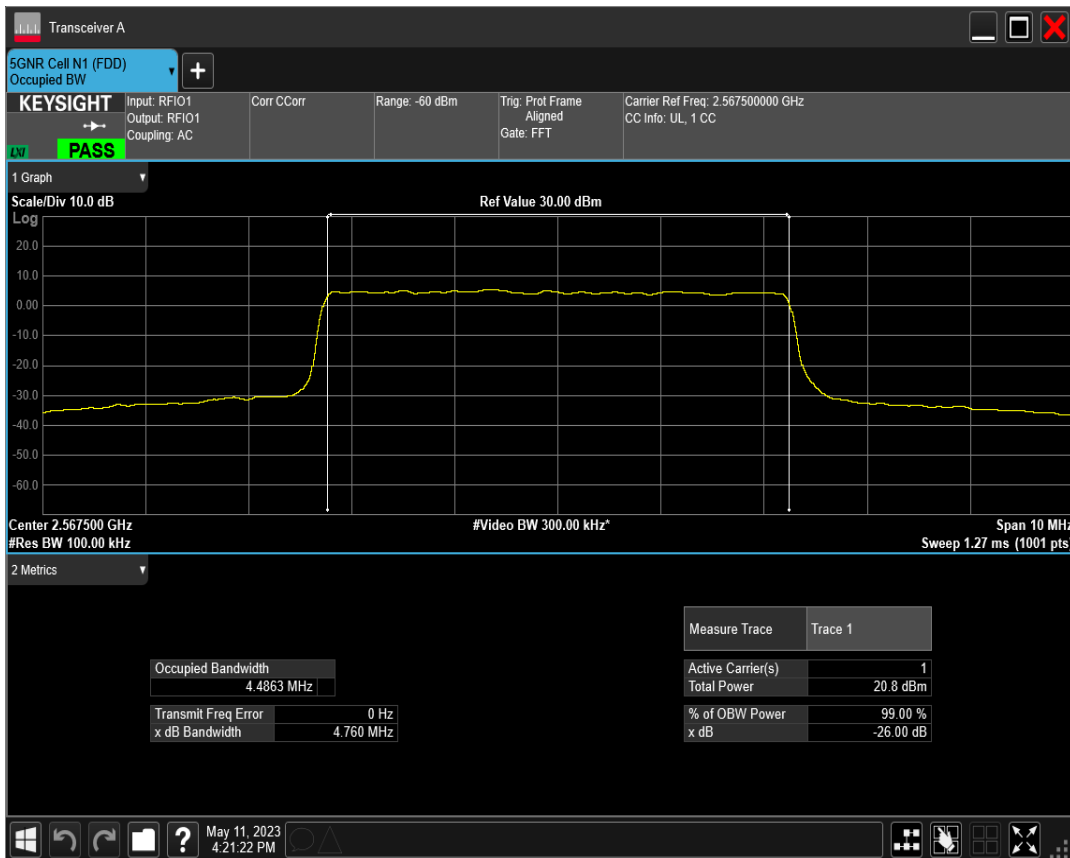 Transceiver A
5GNR Cell N1 (FDD)
Occupied BW
+
KEYSIGHT
LXI
PASS
Input: RFIO1
Output: RFIO1
Coupling: AC
Corr CCorr
Range: -60 dBm
Trig: Prot Frame
Aligned
Gate: FFT
Carrier Ref Freq: 2.567500000 GHz
CC Info: UL, 1 CC
1 Graph
Scale/Div 10.0 dB
Ref Value 30.00 dBm
Log
20.0
10.0
0.00
-10.0
-20.0
-30.0
-40.0
-50.0
-60.0
Center 2.567500 GHz
#Video BW 300.00 kHz*
Span 10 MHz
#Res BW 100.00 kHz
Sweep 1.27 ms (1001 pts)
2 Metrics
Measure Trace Trace 1
Occupied Bandwidth
4.4863 MHz
Active Carrier(s) 1
Total Power 20.8 dBm
Transmit Freq Error 0 Hz
x dB Bandwidth 4.760 MHz
% of OBW Power 99.00 %
x dB -26.00 dB
?
May 11, 2023
4:21:22 PM